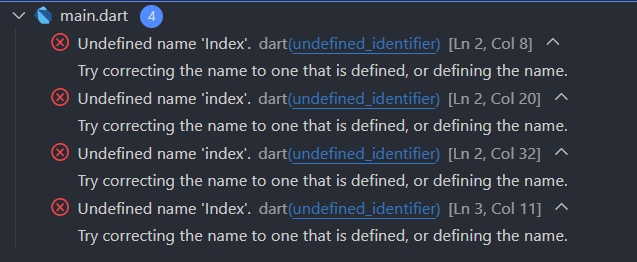 main.dart 4
Undefined name 'Index'. dart(undefined_identifier) [Ln 2, Col 8]
Try correcting the name to one that is defined, or defining the name.
Undefined name 'index'. dart(undefined_identifier) [Ln 2, Col 20]
Try correcting the name to one that is defined, or defining the name.
Undefined name 'index'. dart(undefined_identifier) [Ln 2, Col 32]
Try correcting the name to one that is defined, or defining the name.
Undefined name 'Index'. dart(undefined_identifier) [Ln 3, Col 11]
Try correcting the name to one that is defined, or defining the name.